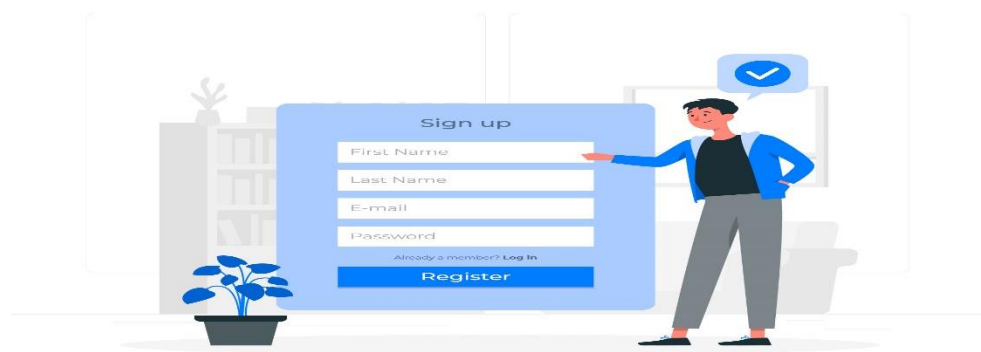 Sign up
First Name
Last Name
E-mail
Password
Already a member? Log in
Register